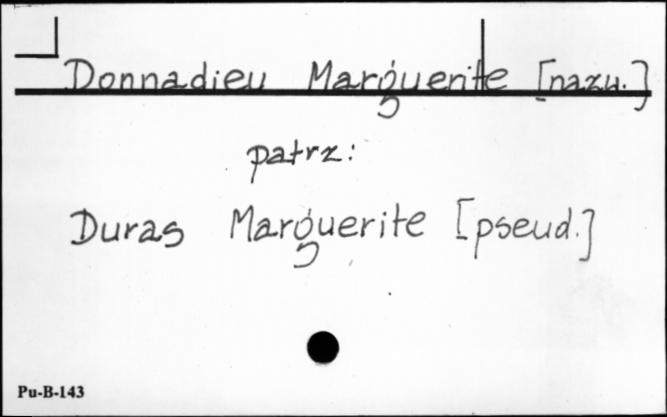 Donnadieu Marguerite [nazw.]
patrz:
Duras Marguerite [pseud.]
Pu-B-143